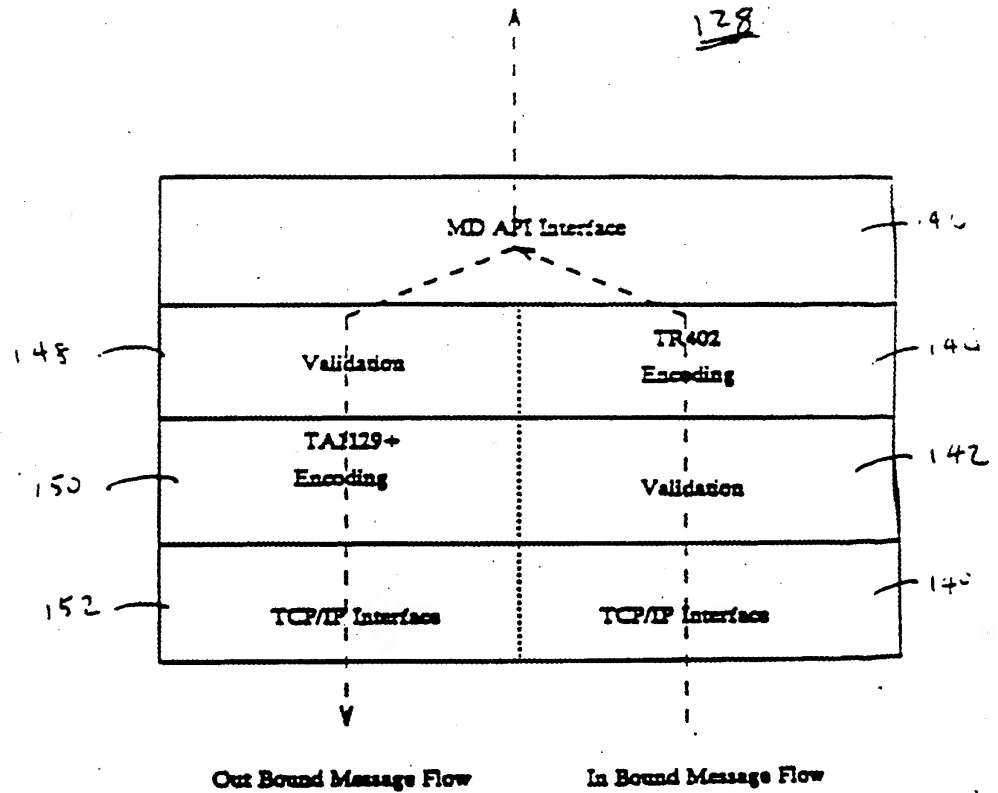 128
MD API Interface
148
Validation
TR402
Encoding
150
TA1129+
Encoding
Validation
142
152
TCP/IP Interface
TCP/IP Interface
Out Bound Message Flow
In Bound Message Flow